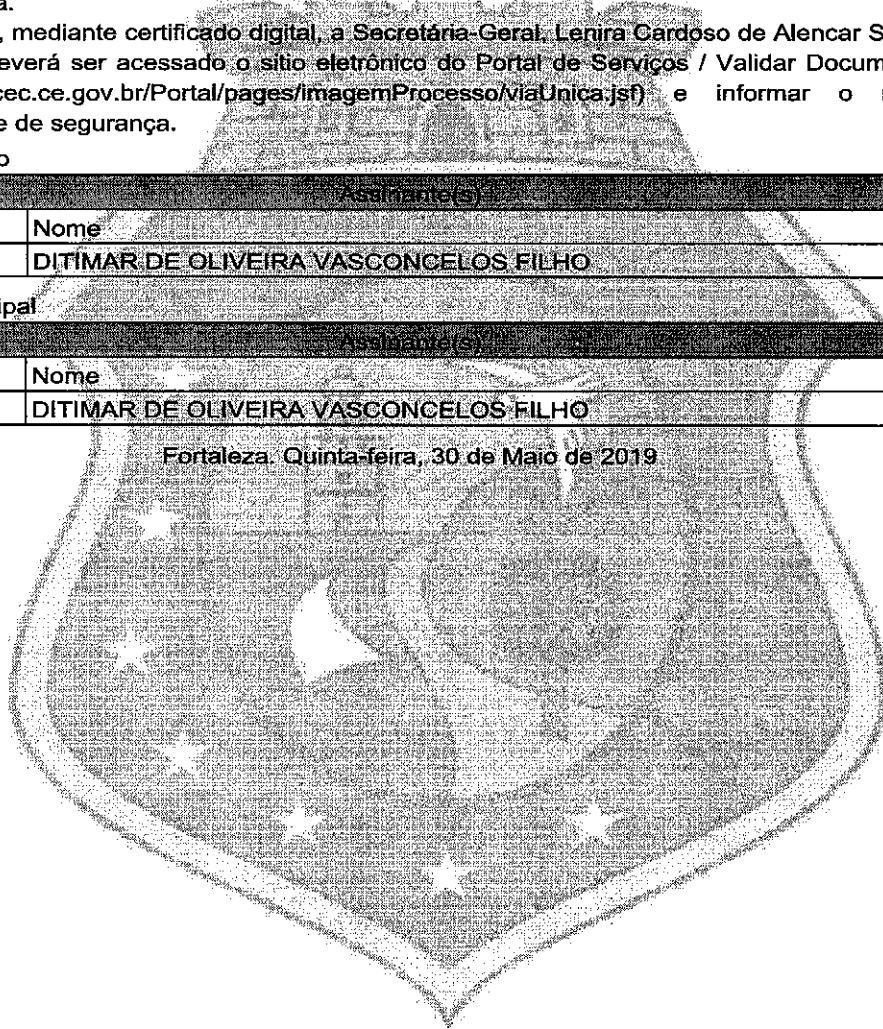 a.
, mediante certificado digital, a Secretária-Geral, Lenira Cardoso de Alencar S
everá ser acessado o sítio eletrônico do Portal de Serviços / Validar Docum
cec.ce.gov.br/Portal/pages/imagemProcesso/viaUnica.jsf) e informar o
e de segurança.
o
Assinante(s)
Nome
DITIMAR DE OLIVEIRA VASCONCELOS FILHO
ipal
Assinante(s)
Nome
DITIMAR DE OLIVEIRA VASCONCELOS FILHO
Fortaleza. Quinta-feira, 30 de Maio de 2019